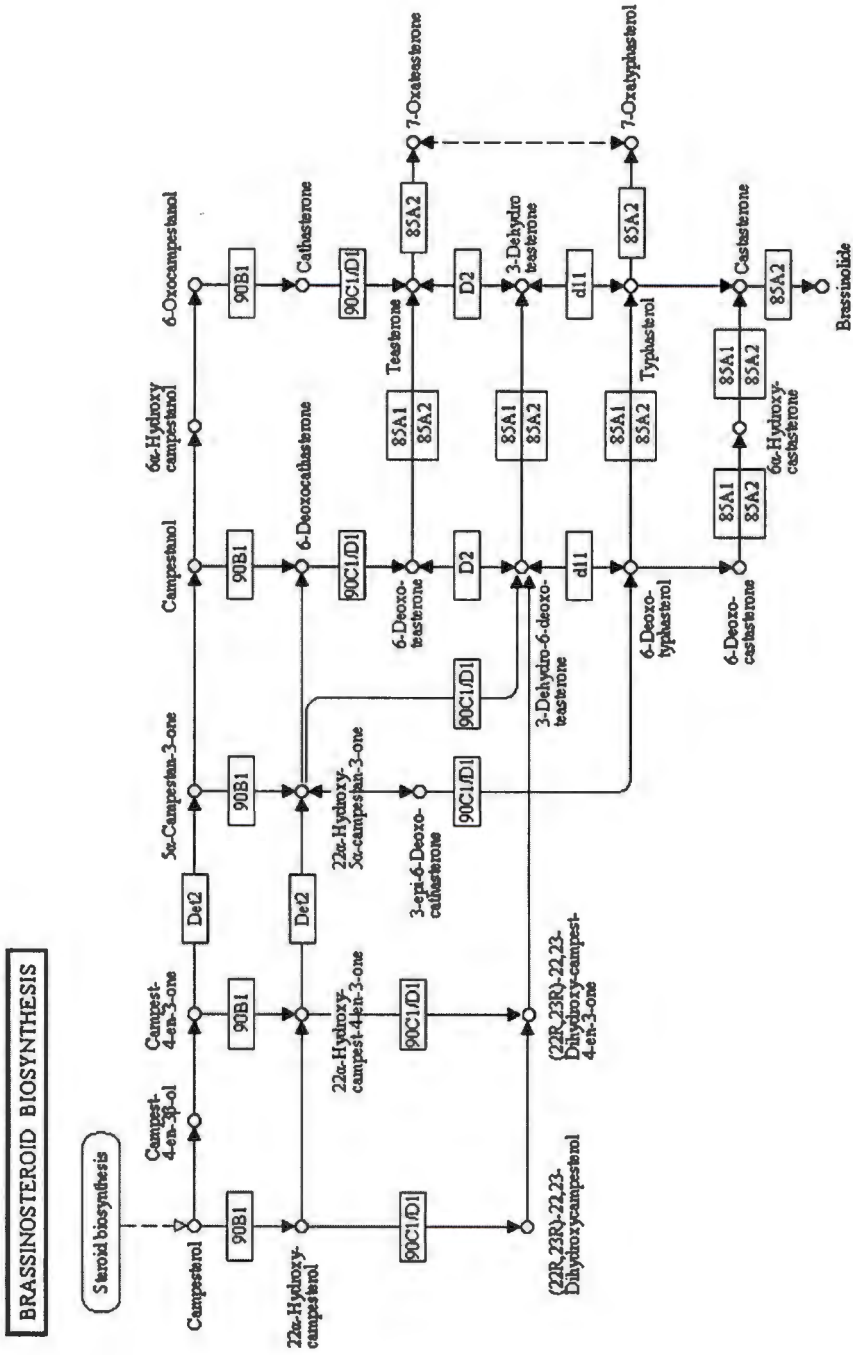 BRASSINOSTEROID BIOSYNTHESIS
Steroid biosynthesis
Campesterol
Campest-
4-en-3β-ol
Campest-
4-en-3-one
Det2
5α-Campestan-3-one
Campestanol
6α-Hydroxy
campestanol
6-Oxocampestanol
90B1
90B1
90B1
90B1
90B1
22α-Hydroxy-
campesterol
22α-Hydroxy-
campest-4-en-3-one
Det2
22α-Hydroxy-
5α-campestan-3-one
6-Deoxocathasterone
Cathasterone
90C1/D1
90C1/D1
3-epi-6-Deoxo-
cathasterone
90C1/D1
90C1/D1
90C1/D1
90C1/D1
6-Deoxo-
teasterone
85A1
85A2
Teasterone
85A2
7-Oxateasterone
D2
D2
(22R,23R)-22,23-
Dihydroxycampesterol
(22R,23R)-22,23-
Dihydroxy-campest-
4-en-3-one
3-Dehydro-6-deoxo-
teasterone
85A1
85A2
3-Dehydro
teasterone
d11
d11
6-Deoxo-
typhasterol
85A1
85A2
Typhasterol
85A2
7-Oxatyphasterol
6-Deoxo-
castasterone
85A1
85A2
6α-Hydroxy-
castasterone
85A1
85A2
Castasterone
85A2
Brassinolide